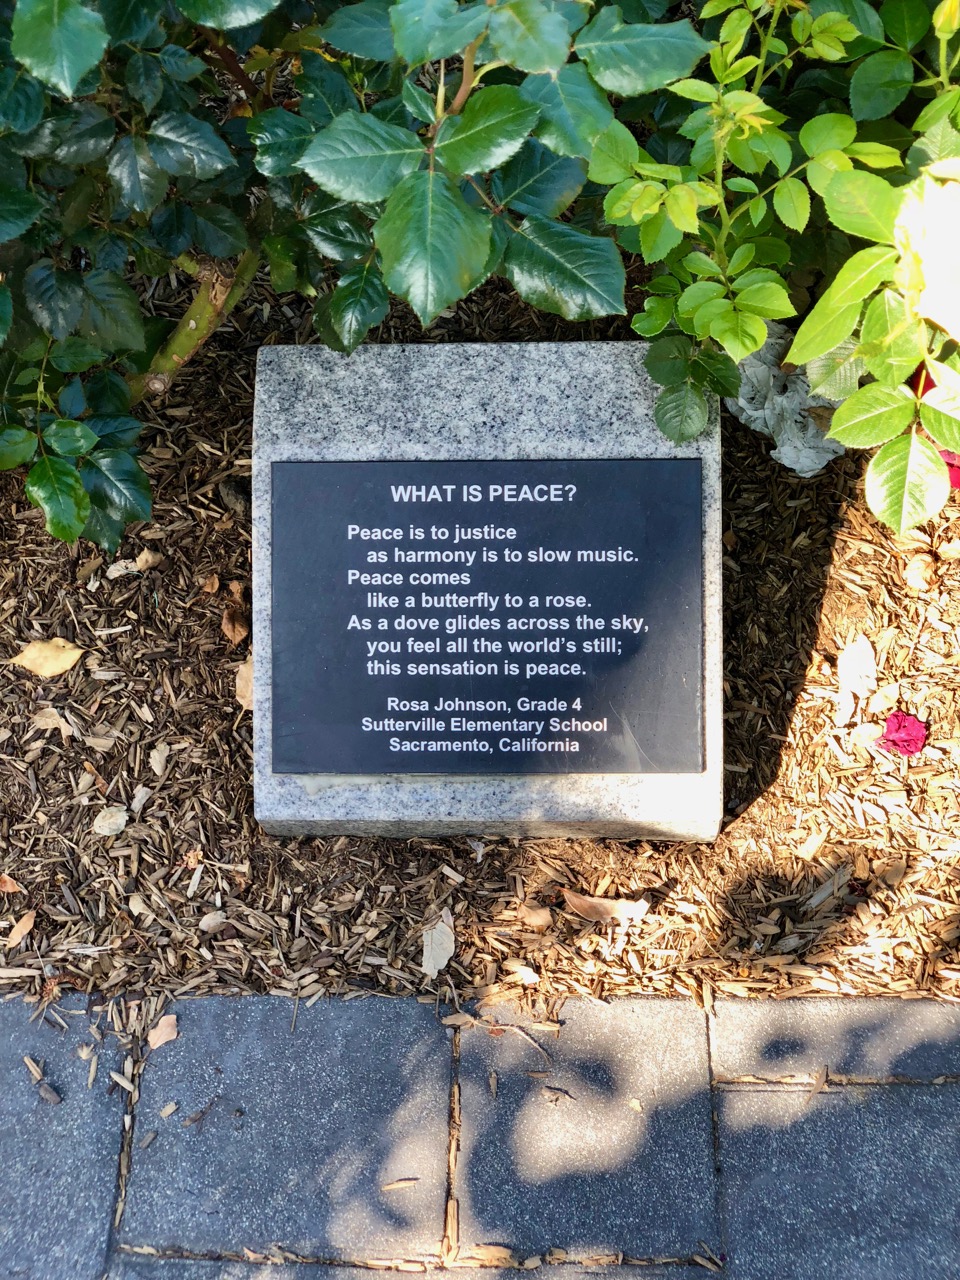 WHAT IS PEACE?
Peace is to justice
as harmony is to slow music.
Peace comes
like a butterfly to a rose.
As a dove glides across the sky,
you feel all the world's still;
this sensation is peace.
Rosa Johnson, Grade 4
Sutterville Elementary School
Sacramento, California